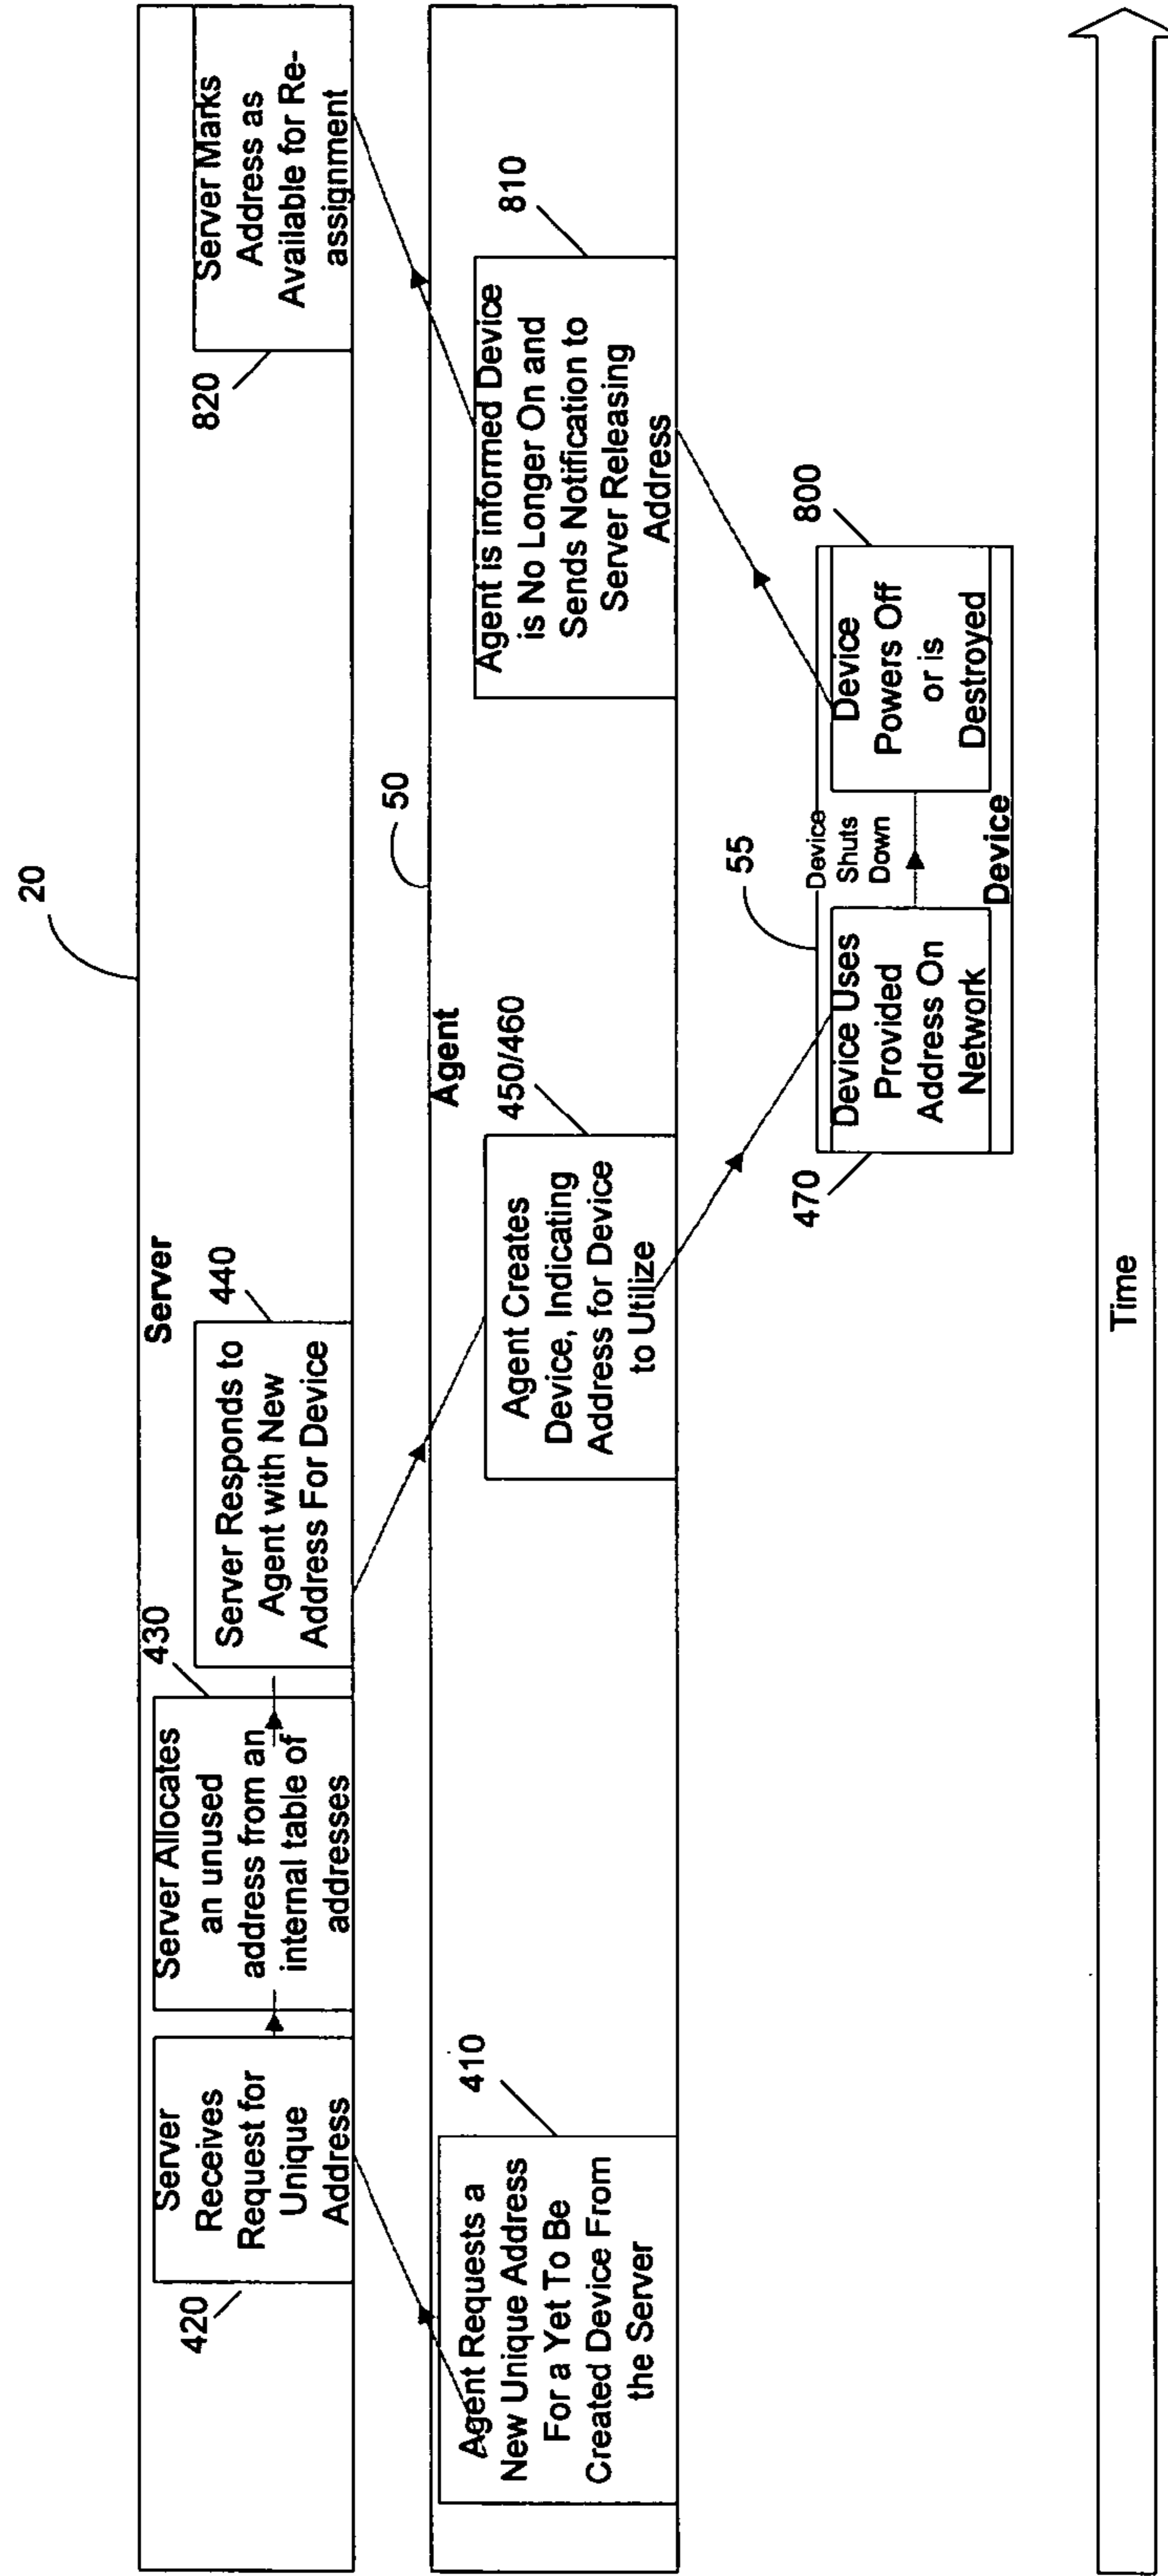 20
Server
420
Server
Receives
Request for
Unique
Address
430
Server Allocates
an unused
address from an
internal table of
addresses
440
Server Responds to
Agent with New
Address For Device
820
Server Marks
Address as
Available for Re-
assignment
50
Agent
410
Agent Requests a
New Unique Address
For a Yet To Be
Created Device From
the Server
450/460
Agent Creates
Device, Indicating
Address for Device
to Utilize
810
Agent is informed Device
is No Longer On and
Sends Notification to
Server Releasing
Address
55
470
Device Uses
Provided
Address On
Network
Device
Shuts
Down
800
Device
Powers Off
or is
Destroyed
Device
Time